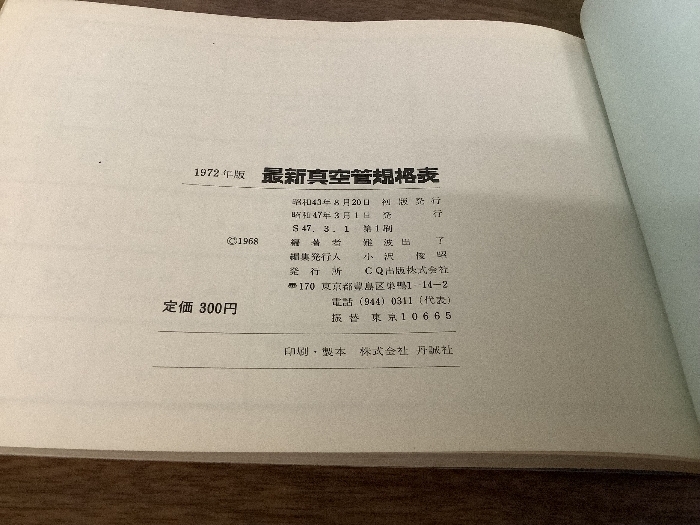 1972年版 最新真空管規格表
昭和43年8月20日 初版発行
昭和47年3月1日 発行
S47.3.1 第1刷
©1968 編著者 難波田 了
編集発行人 小沢 俊昭
発行所 CQ出版株式会社
☎170 東京都豊島区巣鴨1-14-2
電話 (944) 0311 (代表)
定価 300円
振替 東京10665
印刷・製本 株式会社 丹誠社